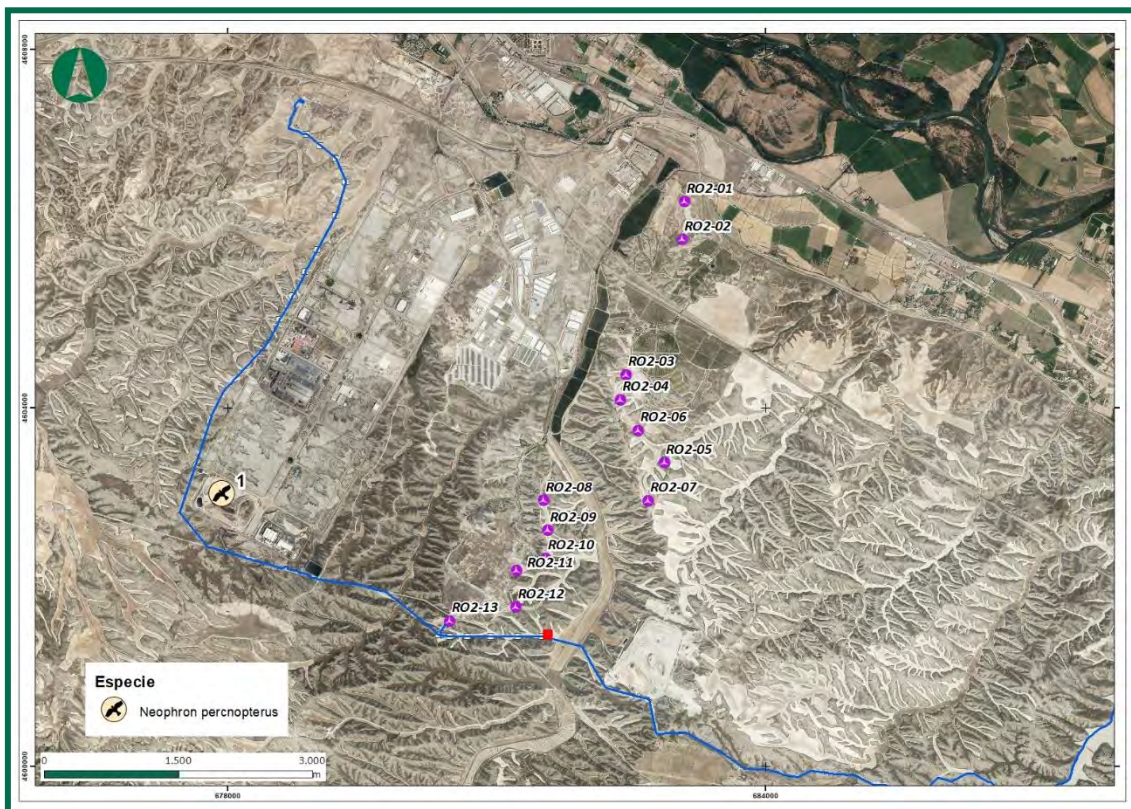 4608000
RO2-01
RO2-02
RO2-03
RO2-04
4604000
RO2-06
RO2-05
1
RO2-08
RO2-07
RO2-09
RO2-10
RO2-11
RO2-12
RO2-13
Especie
Neophron percnopterus
0 1.500 3.000
m
4600000
678000 684000